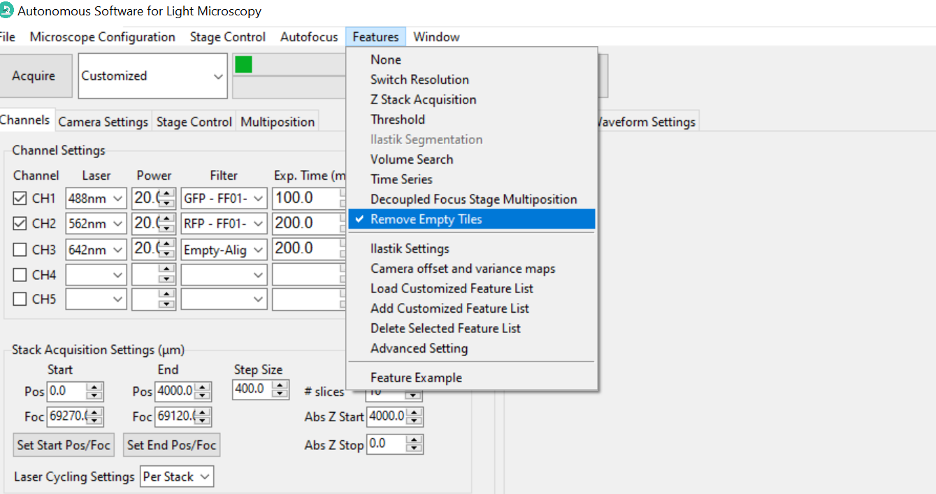 Autonomous Software for Light Microscopy
File Microscope Configuration Stage Control Autofocus Features Window
Acquire Customized
None
Switch Resolution
Z Stack Acquisition
Threshold
Ilastik Segmentation
Volume Search
Time Series
Decoupled Focus Stage Multiposition
Remove Empty Tiles
Ilastik Settings
Camera offset and variance maps
Load Customized Feature List
Add Customized Feature List
Delete Selected Feature List
Advanced Setting
Feature Example
Channels Camera Settings Stage Control Multiposition Waveform Settings
Channel Settings
Channel Laser Power Filter Exp. Time (m
CH1 488nm 20.( GFP - FF01- 100.0
CH2 562nm 20.( RFP - FF01- 200.0
CH3 642nm 20.( Empty-Alig 200.0
CH4
CH5
Stack Acquisition Settings (µm)
Start End Step Size
Pos 0.0 Pos 4000.0 400.0 # slices 10
Foc 69270.( Foc 69120.( Abs Z Start 4000.0
Set Start Pos/Foc Set End Pos/Foc Abs Z Stop 0.0
Laser Cycling Settings Per Stack